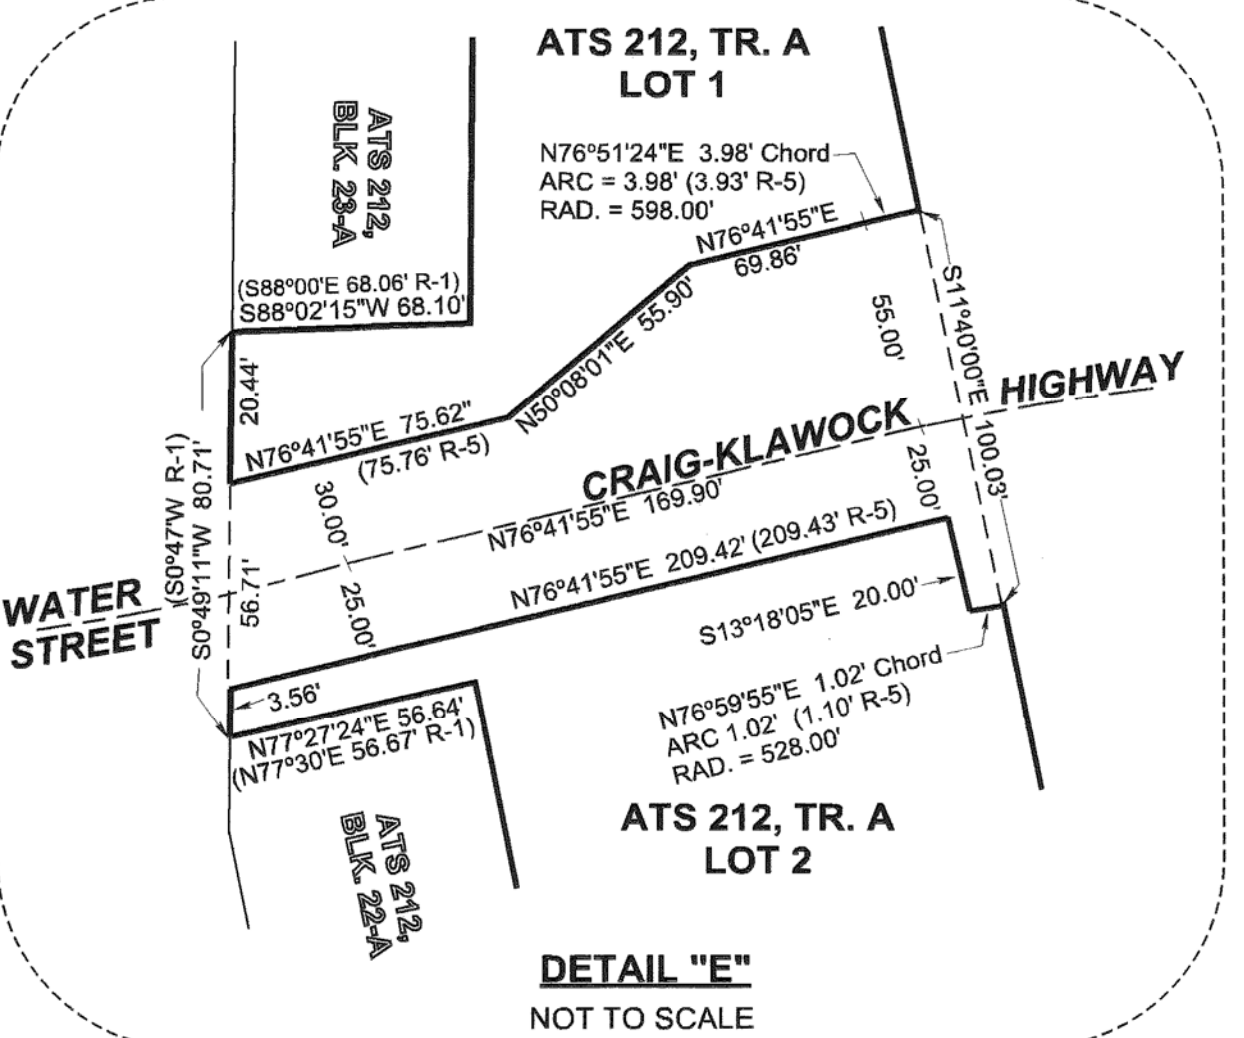 ATS 212, TR. A
LOT 1
ATS 212,
BLK. 23-A
N76°51'24"E 3.98' Chord
ARC = 3.98' (3.93' R-5)
RAD. = 598.00'
N76°41'55"E
69.86'
(S88°00'E 68.06' R-1)
S88°02'15"W 68.10'
N50°08'01"E 55.90'
S11°40'00"E 100.03'
55.00'
20.44'
N76°41'55"E 75.62"
(75.76' R-5)
CRAIG-KLAWOCK HIGHWAY
N76°41'55"E 169.90'
30.00'
25.00'
25.00'
(S0°47'W R-1)
S0°49'11"W 80.71'
56.71'
N76°41'55"E 209.42' (209.43' R-5)
WATER
STREET
S13°18'05"E 20.00'
3.56'
N77°27'24"E 56.64'
(N77°30'E 56.67' R-1)
N76°59'55"E 1.02' Chord
ARC 1.02' (1.10' R-5)
RAD. = 528.00'
ATS 212, TR. A
LOT 2
ATS 212,
BLK. 22-A
DETAIL "E"
NOT TO SCALE